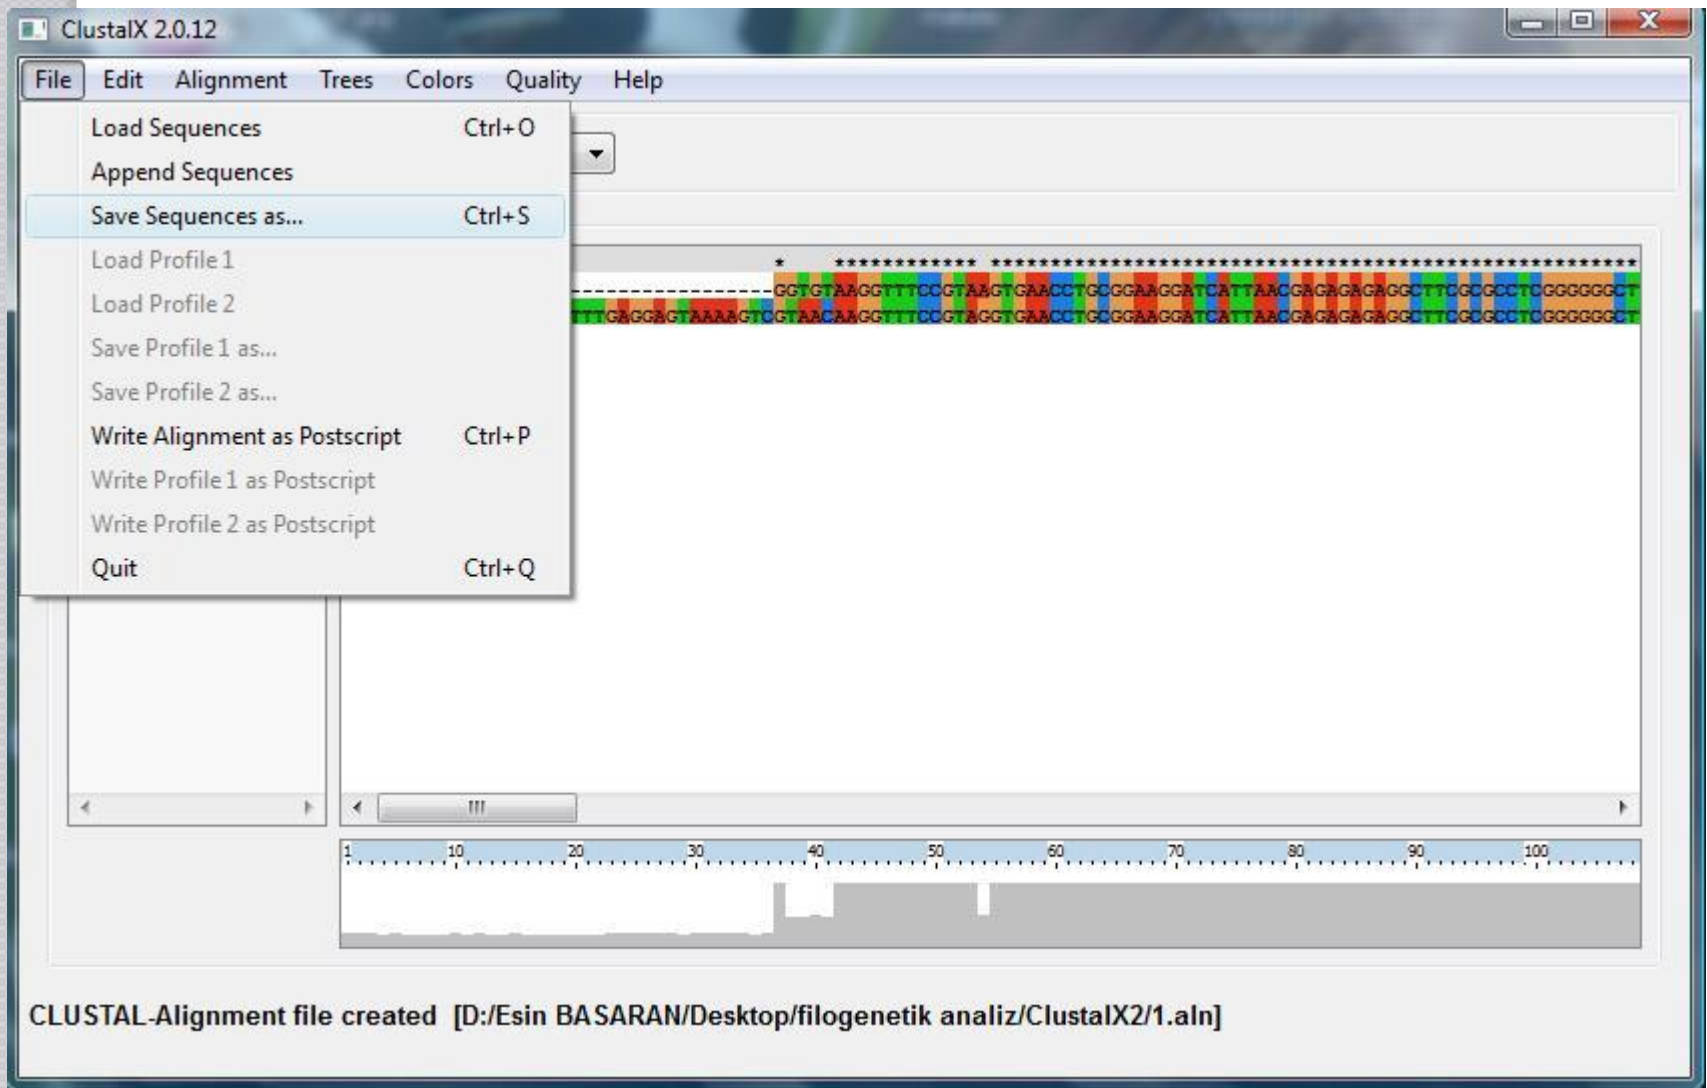 ClustalX 2.0.12
File Edit Alignment Trees Colors Quality Help
Load Sequences Ctrl+O
Append Sequences
Save Sequences as... Ctrl+S
Load Profile 1
Load Profile 2
Save Profile 1 as...
Save Profile 2 as...
Write Alignment as Postscript Ctrl+P
Write Profile 1 as Postscript
Write Profile 2 as Postscript
Quit Ctrl+Q
* ************ ******************************************************
-----------------GGTGTAAGGTTTCCGTAAGTGAACCTGCGGAAGGATCATTAACGAGAGAGAGGCTTCGCGCCTCGGGGGGCT
TTTGAGGAGTAAAAGTCGTAACAAGGTTTCCGTAGGTGAACCTGCGGAAGGATCATTAACGAGAGAGAGGCTTCGCGCCTCGGGGGGCT
1 10 20 30 40 50 60 70 80 90 100
CLUSTAL-Alignment file created [D:/Esin BASARAN/Desktop/filogenetik analiz/ClustalX2/1.aln]